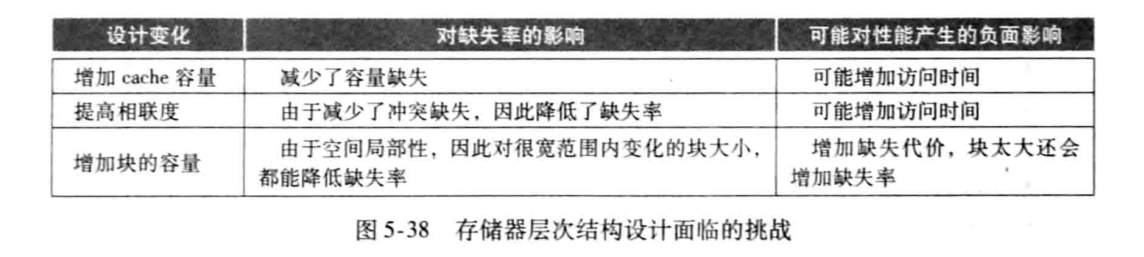 设计变化 对缺失率的影响 可能对性能产生的负面影响
增加 cache 容量 减少了容量缺失 可能增加访问时间
提高相联度 由于减少了冲突缺失，因此降低了缺失率 可能增加访问时间
增加块的容量 由于空间局部性，因此对很宽范围内变化的块大小，
都能降低缺失率 增加缺失代价，块太大还会
增加缺失率
图 5-38 存储器层次结构设计面临的挑战